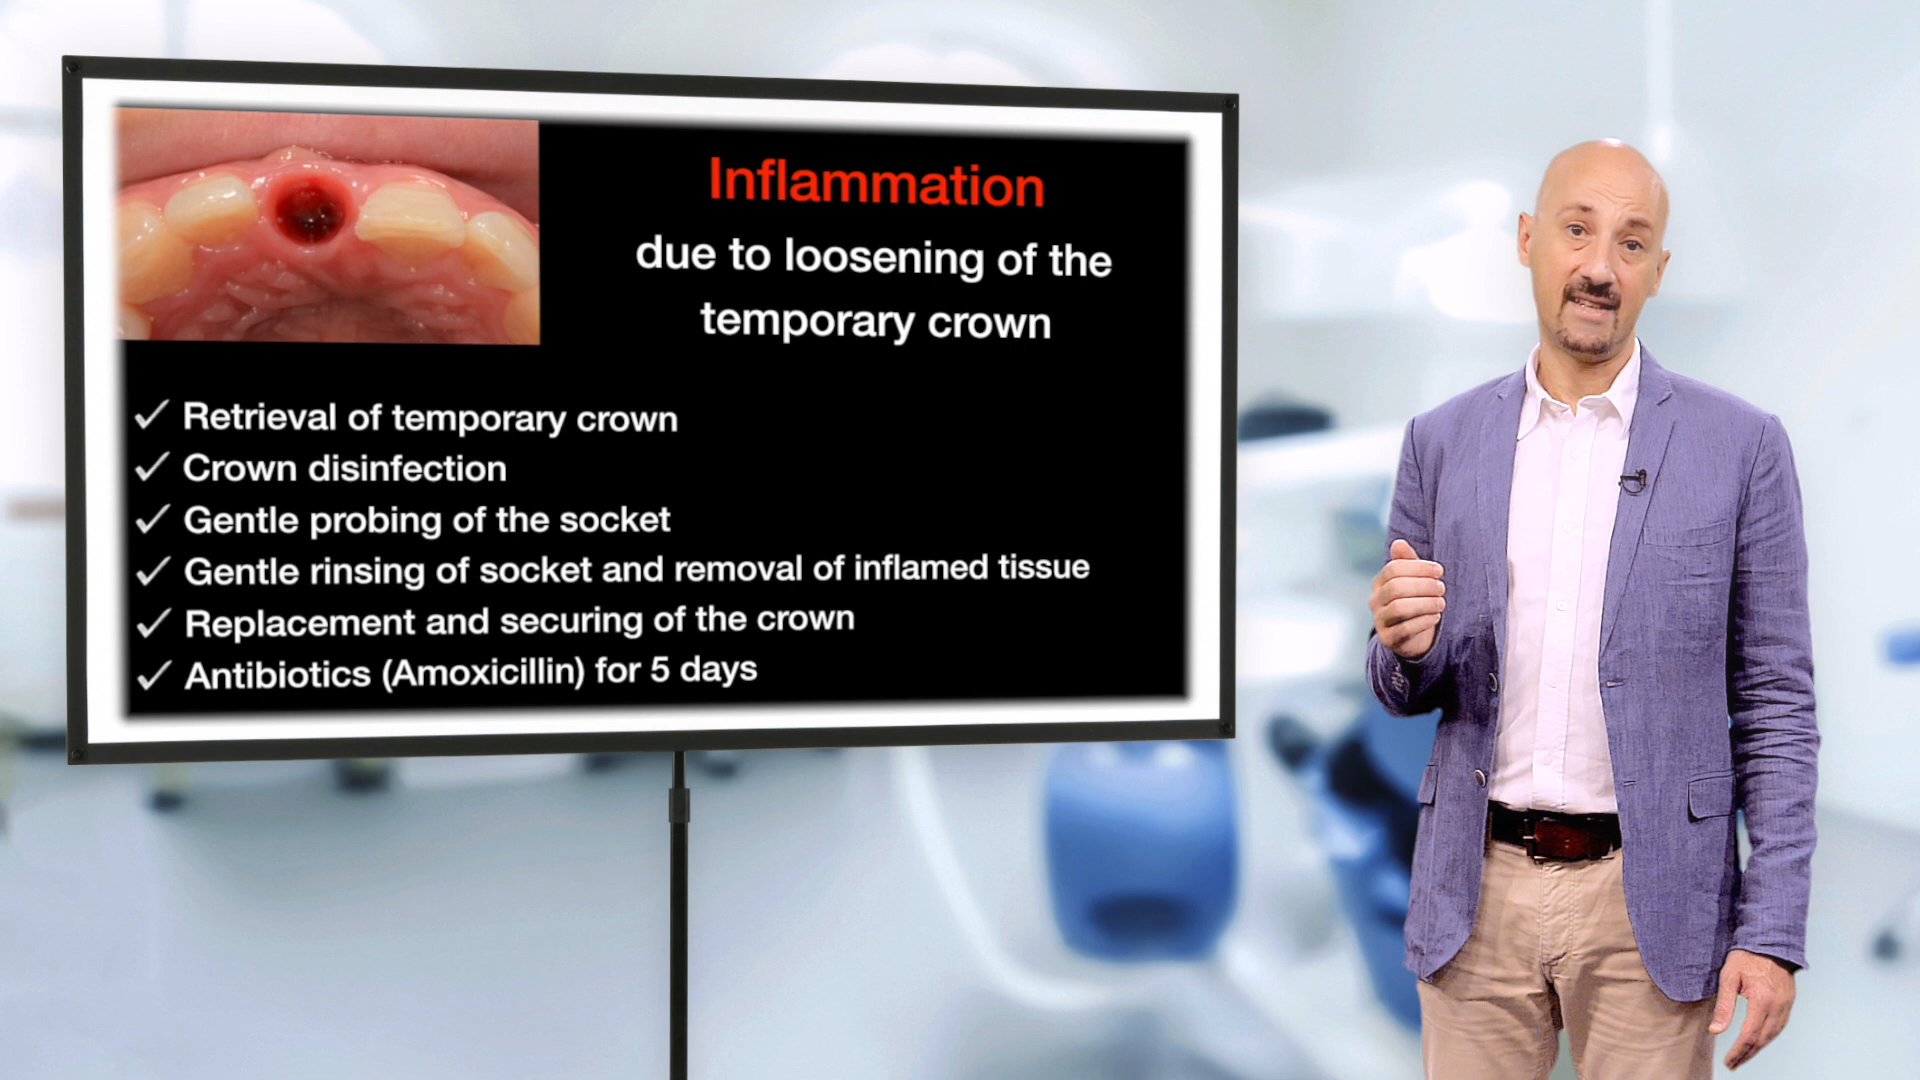 Inflammation
due to loosening of the
temporary crown
✓ Retrieval of temporary crown
✓ Crown disinfection
✓ Gentle probing of the socket
✓ Gentle rinsing of socket and removal of inflamed tissue
✓ Replacement and securing of the crown
✓ Antibiotics (Amoxicillin) for 5 days